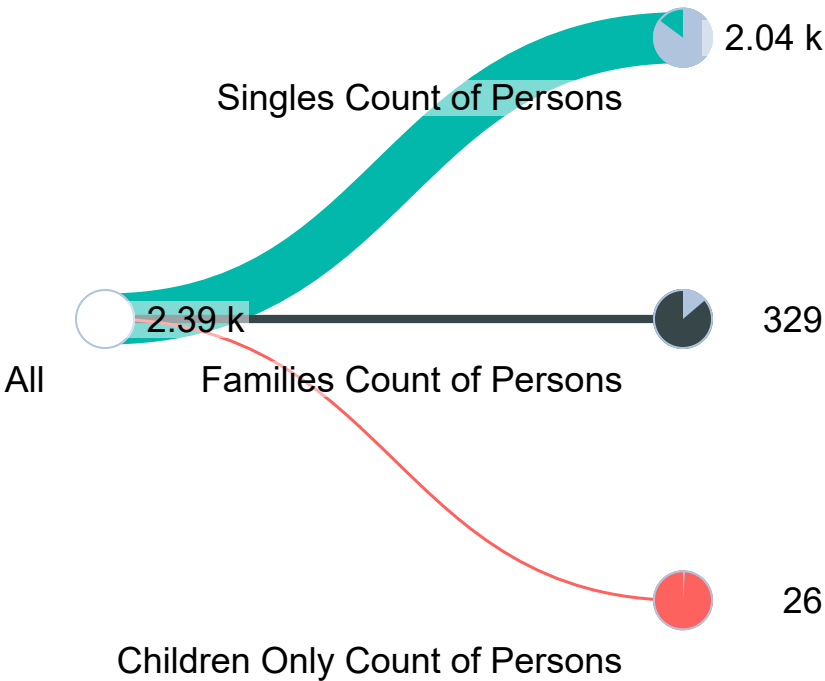 2.04 k
Singles Count of Persons
2.39 k
329
All
Families Count of Persons
26
Children Only Count of Persons